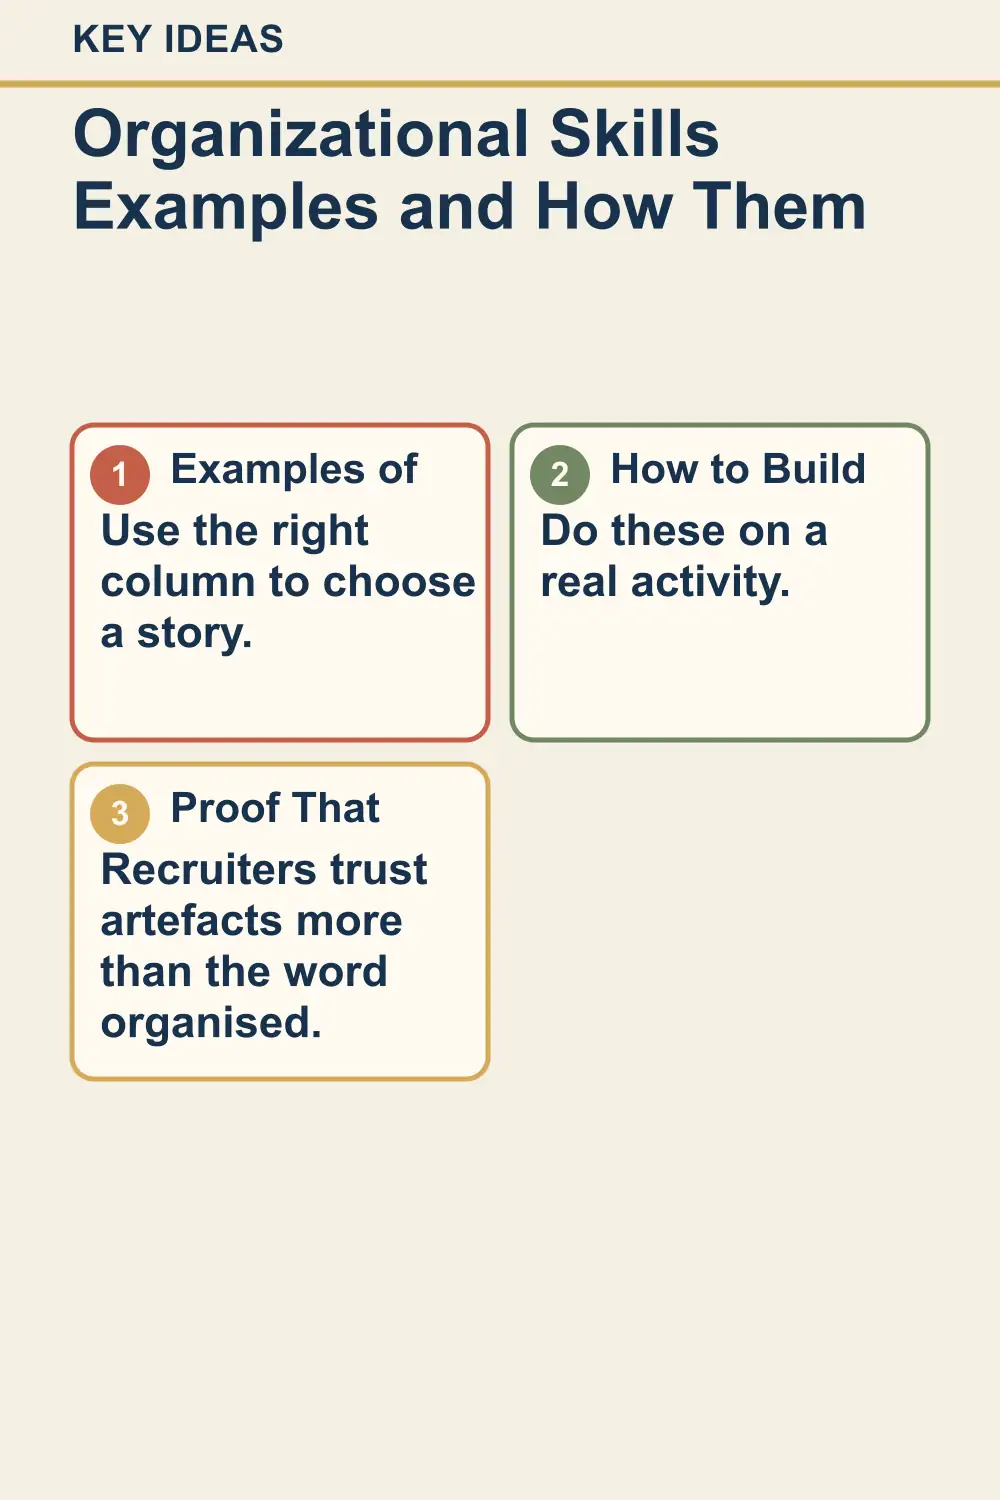 KEY IDEAS
Organizational Skills
Examples and How Them
1 Examples of
Use the right
column to choose
a story.
2 How to Build
Do these on a
real activity.
3 Proof That
Recruiters trust
artefacts more
than the word
organised.